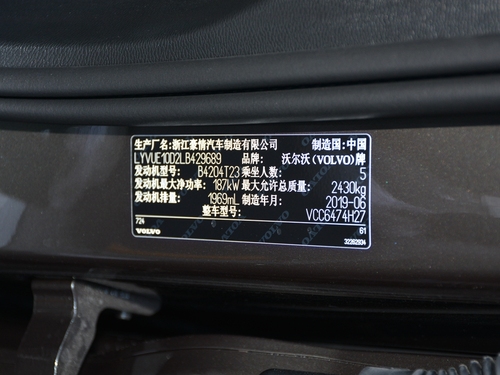 生产厂名:浙江豪情汽车制造有限公司 制造国:中国
LYVUE10D2LB429689 品牌:沃尔沃(VOLVO)牌
发动机型号: B4204T23 乘坐人数: 5
发动机最大净功率: 187kW 最大允许总质量: 2430kg
发动机排量: 1969mL 制造年月: 2019-06
整车型号: VCC6474H27
724 61
VOLVO 32262934